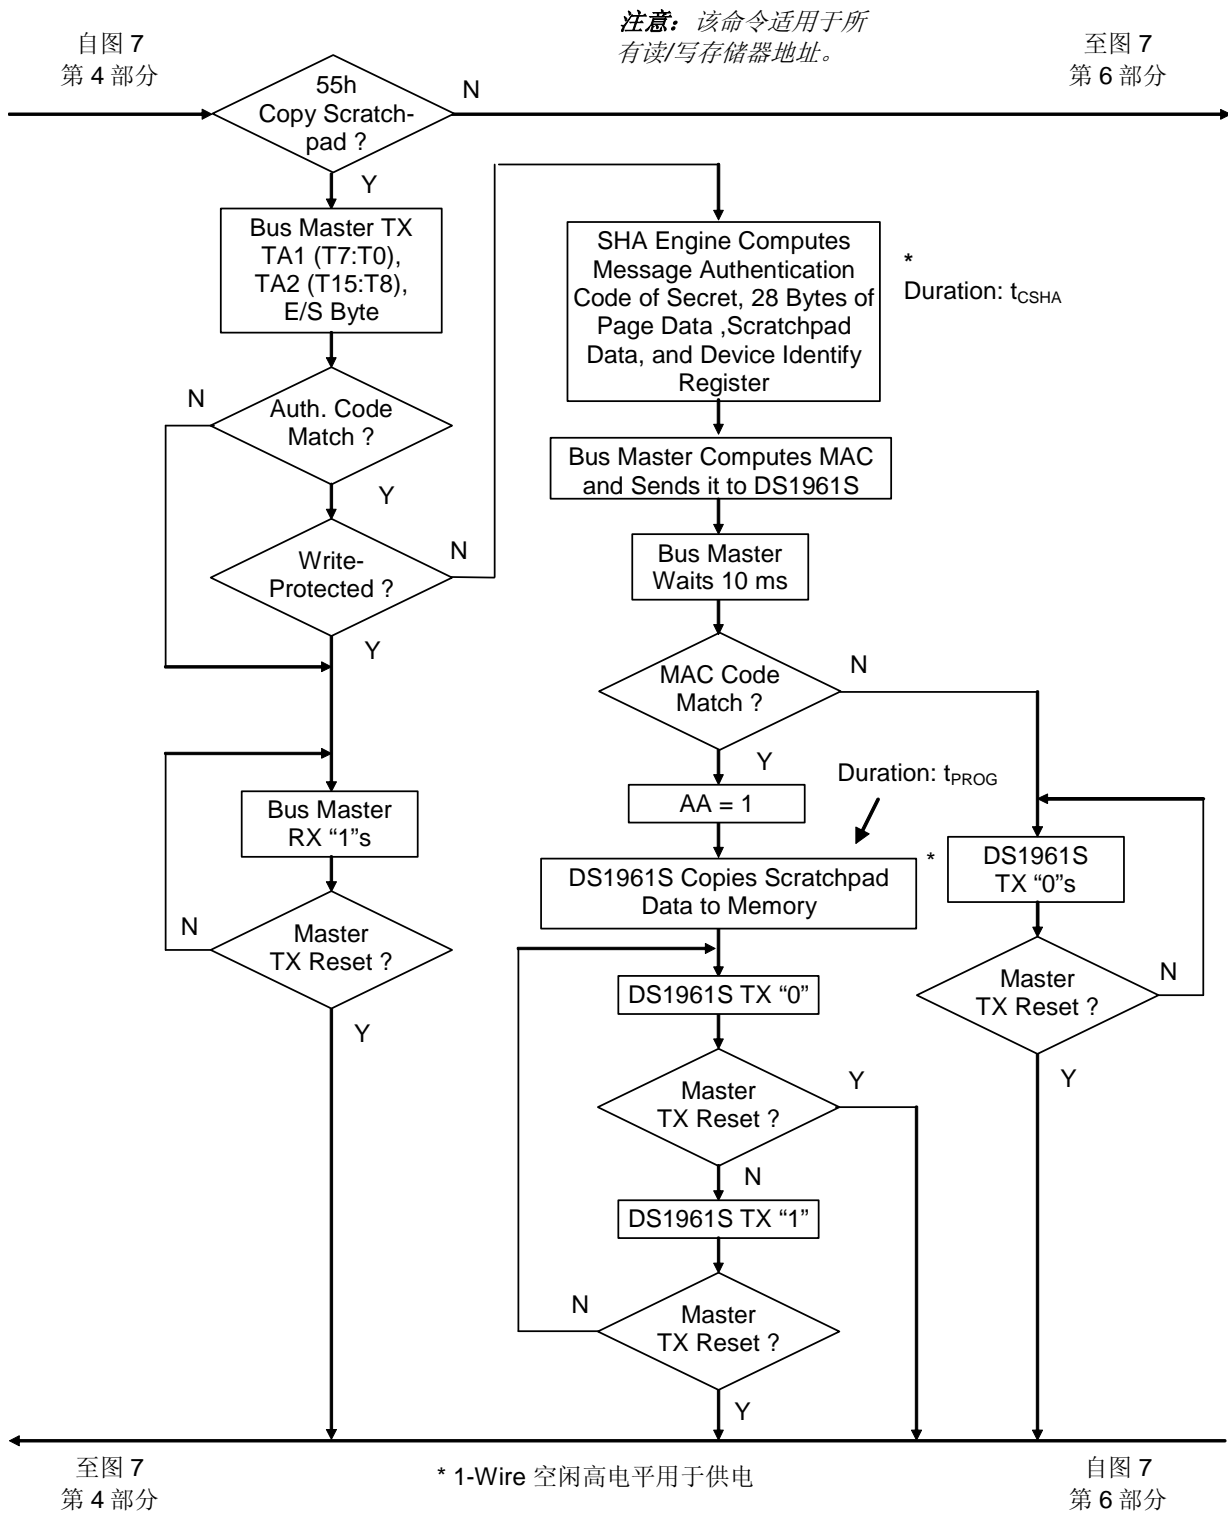 注意：该命令适用于所
有读/写存储器地址。
自图 7
第 4 部分
至图 7
第 6 部分
55h
Copy Scratch-
pad ?
N
Y
Bus Master TX
TA1 (T7:T0),
TA2 (T15:T8),
E/S Byte
SHA Engine Computes
Message Authentication
Code of Secret, 28 Bytes of
Page Data ,Scratchpad
Data, and Device Identify
Register
*
Duration: tCSHA
N
Auth. Code
Match ?
Y
Bus Master Computes MAC
and Sends it to DS1961S
Write-
Protected ?
N
Y
Bus Master
Waits 10 ms
MAC Code
Match ?
N
Y
Duration: tPROG
AA = 1
Bus Master
RX “1”s
DS1961S Copies Scratchpad
Data to Memory
*
DS1961S
TX “0”s
N
Master
TX Reset ?
Y
DS1961S TX “0”
Master
TX Reset ?
N
Y
Master
TX Reset ?
Y
N
DS1961S TX “1”
N
Master
TX Reset ?
Y
至图 7
第 4 部分
* 1-Wire 空闲高电平用于供电
自图 7
第 6 部分